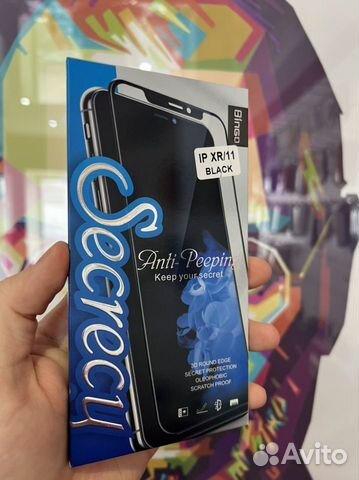 Bingo
IP XR/11
BLACK
Secrecy
Anti-Peeping
Keep your secret
3D ROUND EDGE
SECRET PROTECTION
OLEOPHOBIC
SCRATCH PROOF
Avito